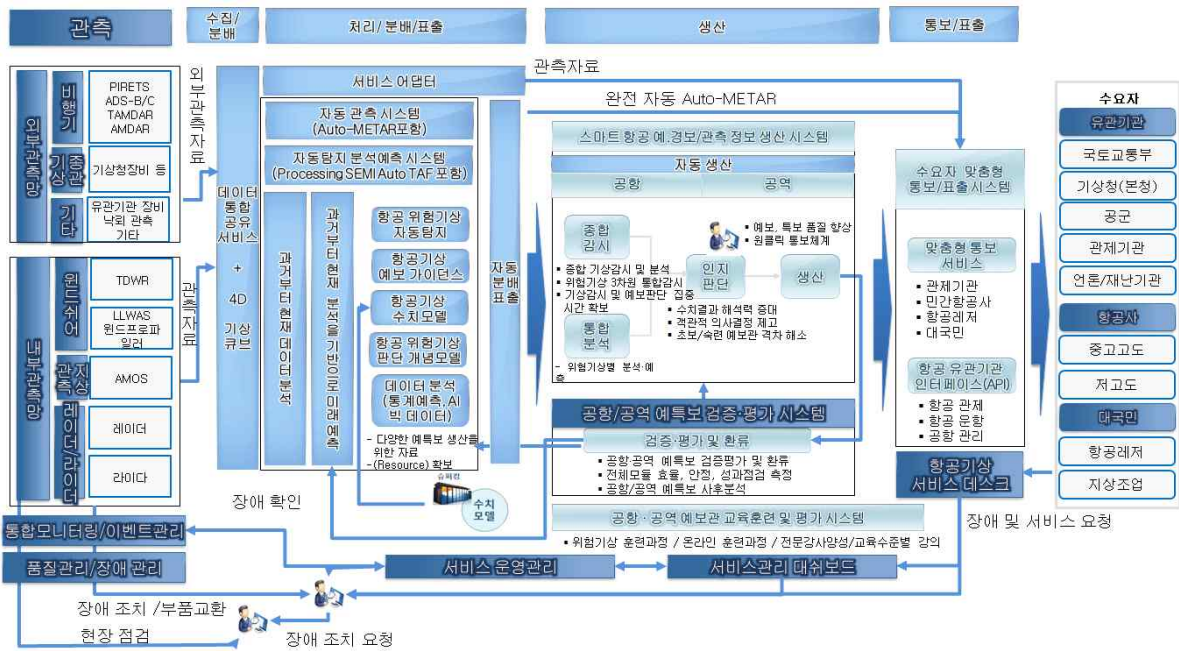 관측
수집/
분배
처리/ 분배/표출
생산
통보/표출
외부관측망
비행기
PIRETS
ADS-B/C
TAMDAR
AMDAR
기상관
기상청장비 등
기타
유관기관 장비
낙뢰 관측
기타
내부관측망
윈드쉬어
TDWR
LLWAS
윈드프로파
일러
AMOS
레이더/라이다
레이더
라이다
외부관측자료
관측자료
데이터
통합
공유
서비스
+
4D
기상
큐브
서비스 어댑터
자동 관측 시스템
(Auto-METAR포함)
자동탐지 분석예측 시스템
(Processing SEMI Auto TAF 포함)
과거부터현재 데이터분석
과거부터 현재 분석을 기반으로 미래 예측
항공 위험기상
자동탐지
항공기상
예보 가이던스
항공기상
수치모델
항공 위험기상
판단 개념모델
데이터 분석
(통계예측, AI
빅 데이터)
- 다양한 예특보 생산을
위한 자료
-(Resource) 확보
슈퍼컴
수치
모델
자동
분배
표출
관측자료
완전 자동 Auto-METAR
스마트 항공 예.경보/관측 정보 생산 시스템
자동 생산
공항
공역
종합
감시
▪ 종합 기상감시 및 분석
▪ 위험기상 3차원 통합감시
▪ 기상감시 및 예보판단 집중
시간 확보
통합
분석
- 위험기상별 분석·예
측
▪ 예보, 특보 품질 향상
▪ 원클릭 통보체계
인지
판단
생산
▪ 수치결과 해석력 증대
▪ 객관적 의사결정 제고
▪ 초보/숙련 예보관 격차 해소
공항/공역 예특보 검증·평가 시스템
검증·평가 및 환류
▪ 공항·공역 예특보 검증평가 및 환류
▪ 전체모듈 효율, 안정, 성과점검 측정
▪ 공항/공역 예특보 사후분석
공항·공역 예보관 교육훈련 및 평가 시스템
▪ 위험기상 훈련과정 / 온라인 훈련과정 / 전문강사양성/교육수준별 강의
수요자 맞춤형
통보/표출 시스템
맞춤형 통보
서비스
▪ 관제기관
▪ 민간항공사
▪ 항공레저
▪ 대국민
항공 유관기관
인터페이스(API)
▪ 항공 관제
▪ 항공 운항
▪ 공항 관리
항공기상
서비스 데스크
수요자
유관기관
국토교통부
기상청(본청)
공군
관제기관
언론/재난기관
항공사
중고고도
저고도
대국민
항공레저
지상조업
장애 및 서비스 요청
장애 확인
통합모니터링/이벤트관리
품질관리/장애 관리
서비스 운영관리
서비스관리 대쉬보드
장애 조치 /부품교환
현장 점검
장애 조치 요청